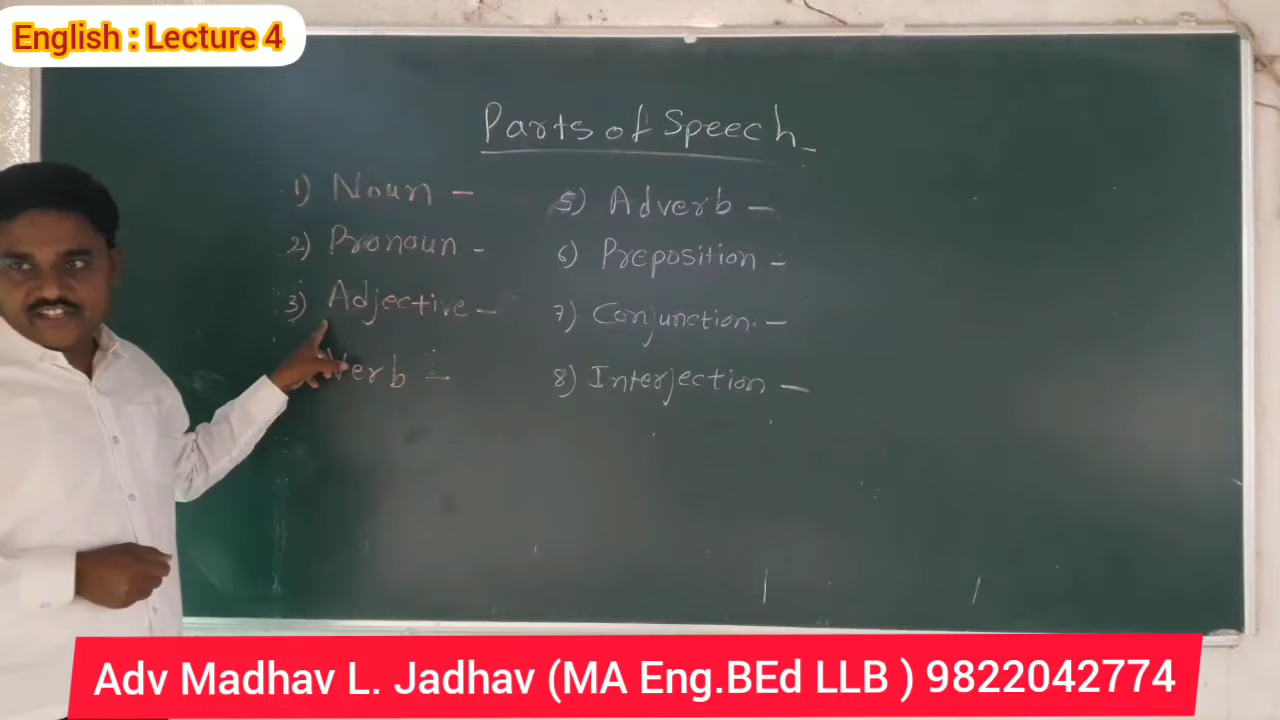 English : Lecture 4
Parts of Speech
1) Noun -
2) Pronoun -
3) Adjective -
Verb -
5) Adverb -
6) Preposition -
7) Conjunction -
8) Interjection -
Adv Madhav L. Jadhav (MA Eng.BEd LLB ) 9822042774